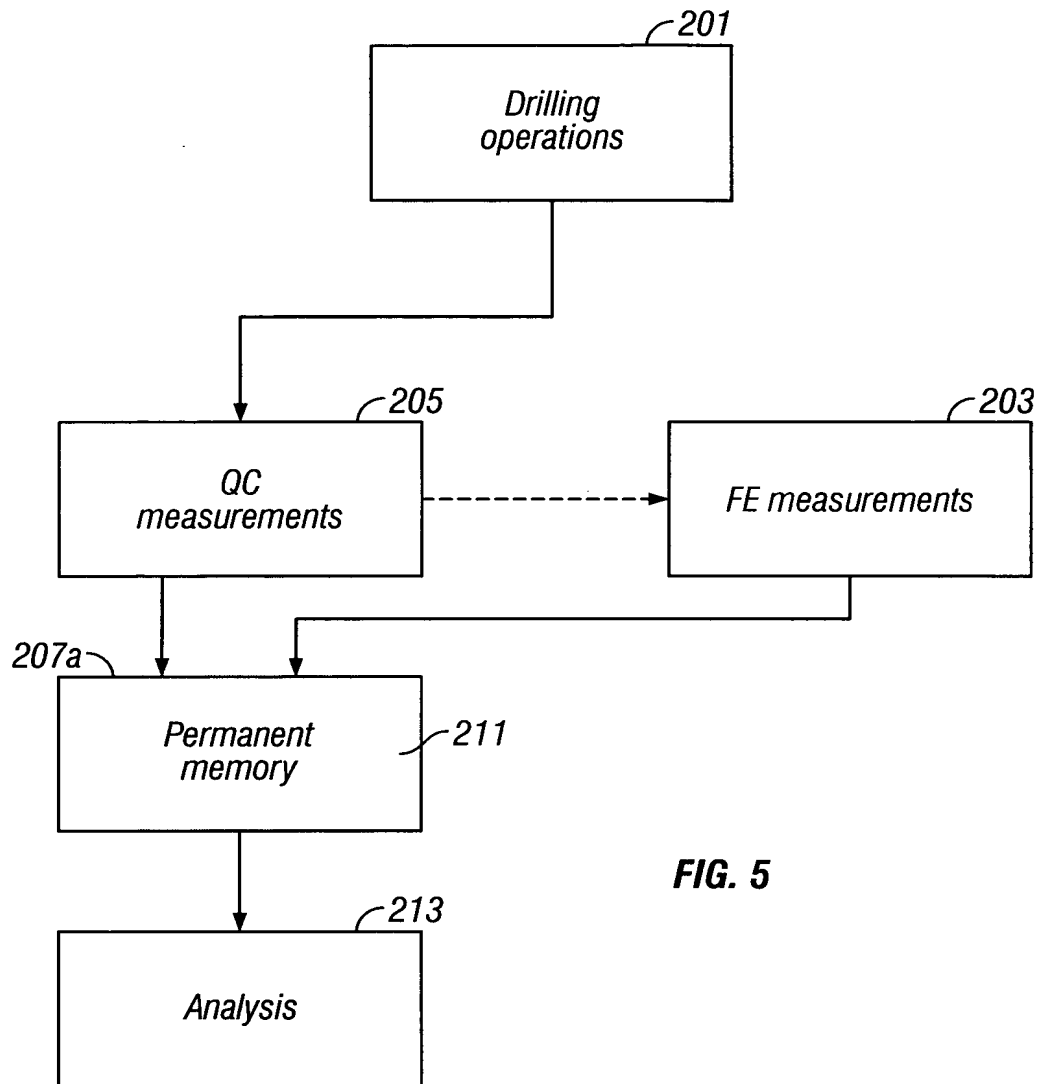 201
Drilling
operations
205
QC
measurements
203
FE measurements
207a
Permanent
memory
211
FIG. 5
213
Analysis